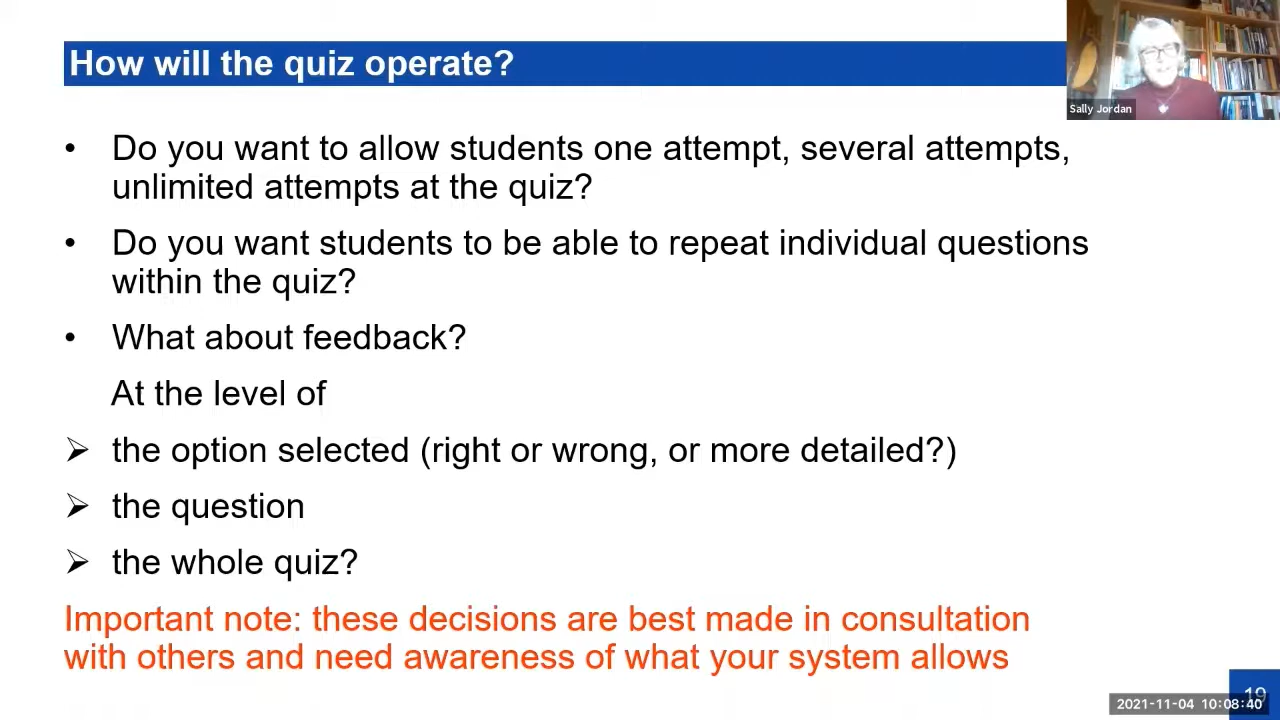 How will the quiz operate?
Sally Jordan
• Do you want to allow students one attempt, several attempts,
unlimited attempts at the quiz?
• Do you want students to be able to repeat individual questions
within the quiz?
• What about feedback?
At the level of
➢ the option selected (right or wrong, or more detailed?)
➢ the question
➢ the whole quiz?
Important note: these decisions are best made in consultation
with others and need awareness of what your system allows
19
2021-11-04 10:08:40